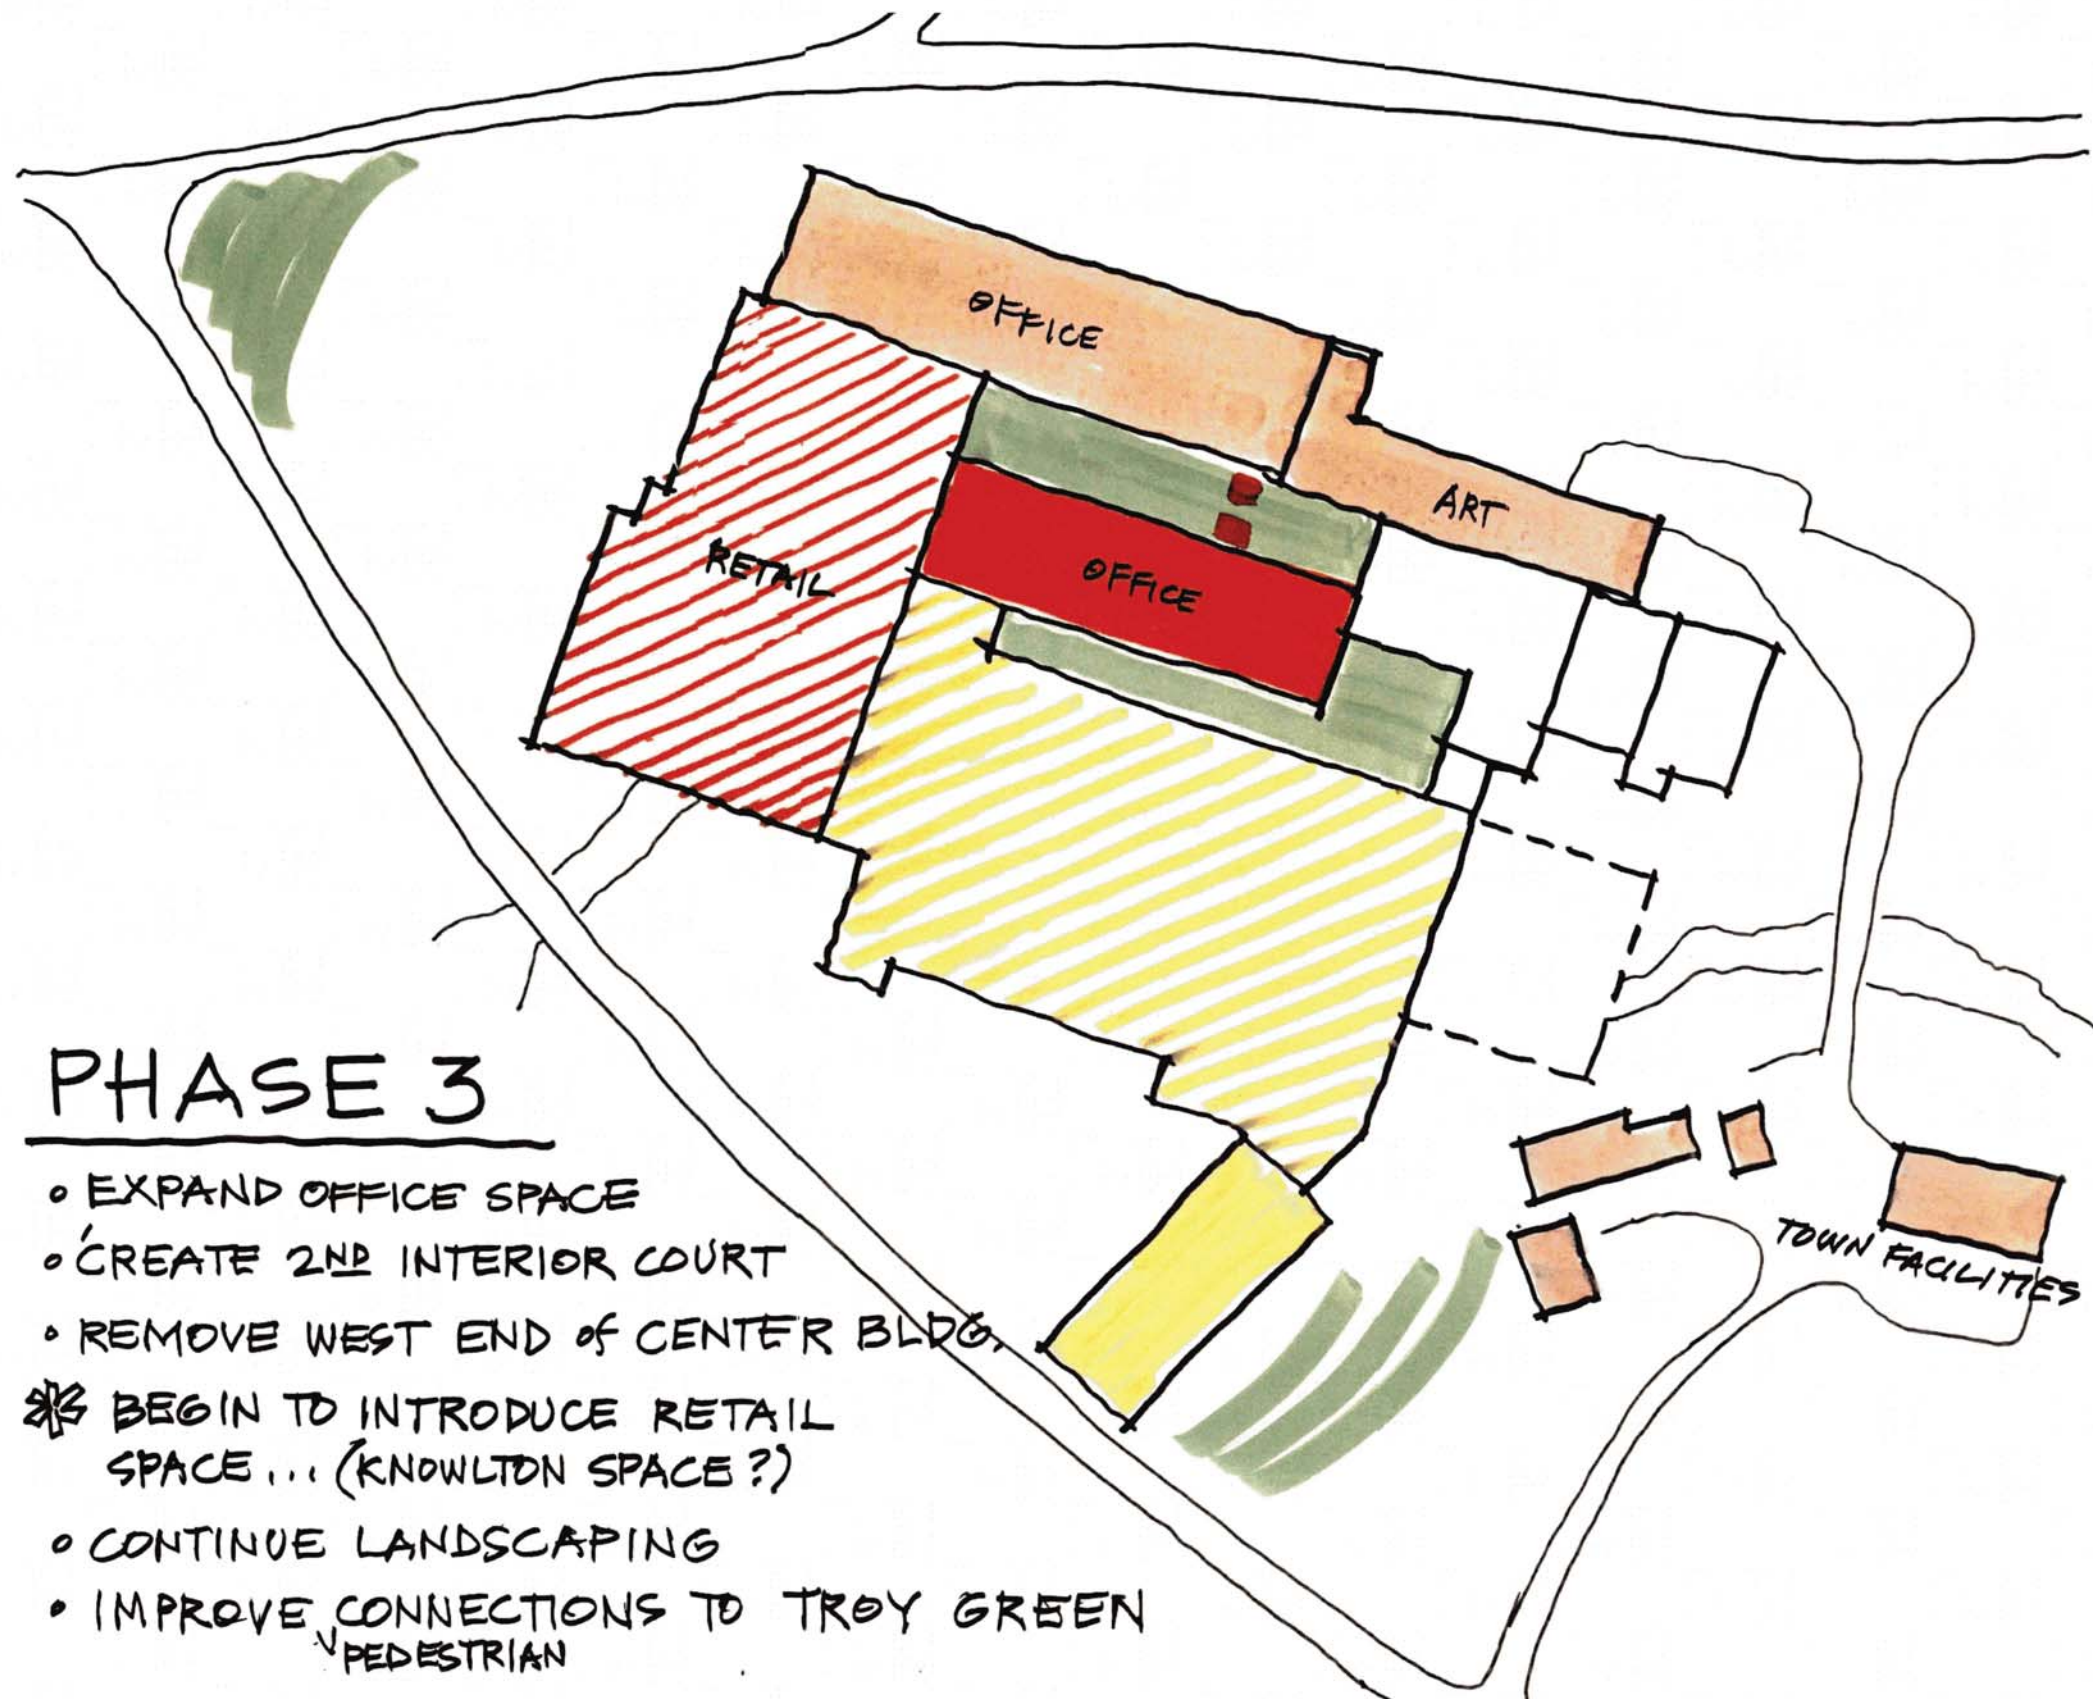 OFFICE
ART
RETAIL
OFFICE
PHASE 3
• EXPAND OFFICE SPACE
• CREATE 2ND INTERIOR COURT
• REMOVE WEST END of CENTER BLDG.
* BEGIN TO INTRODUCE RETAIL
SPACE... (KNOWLTON SPACE?)
• CONTINUE LANDSCAPING
• IMPROVE PEDESTRIAN CONNECTIONS TO TROY GREEN
TOWN FACILITIES